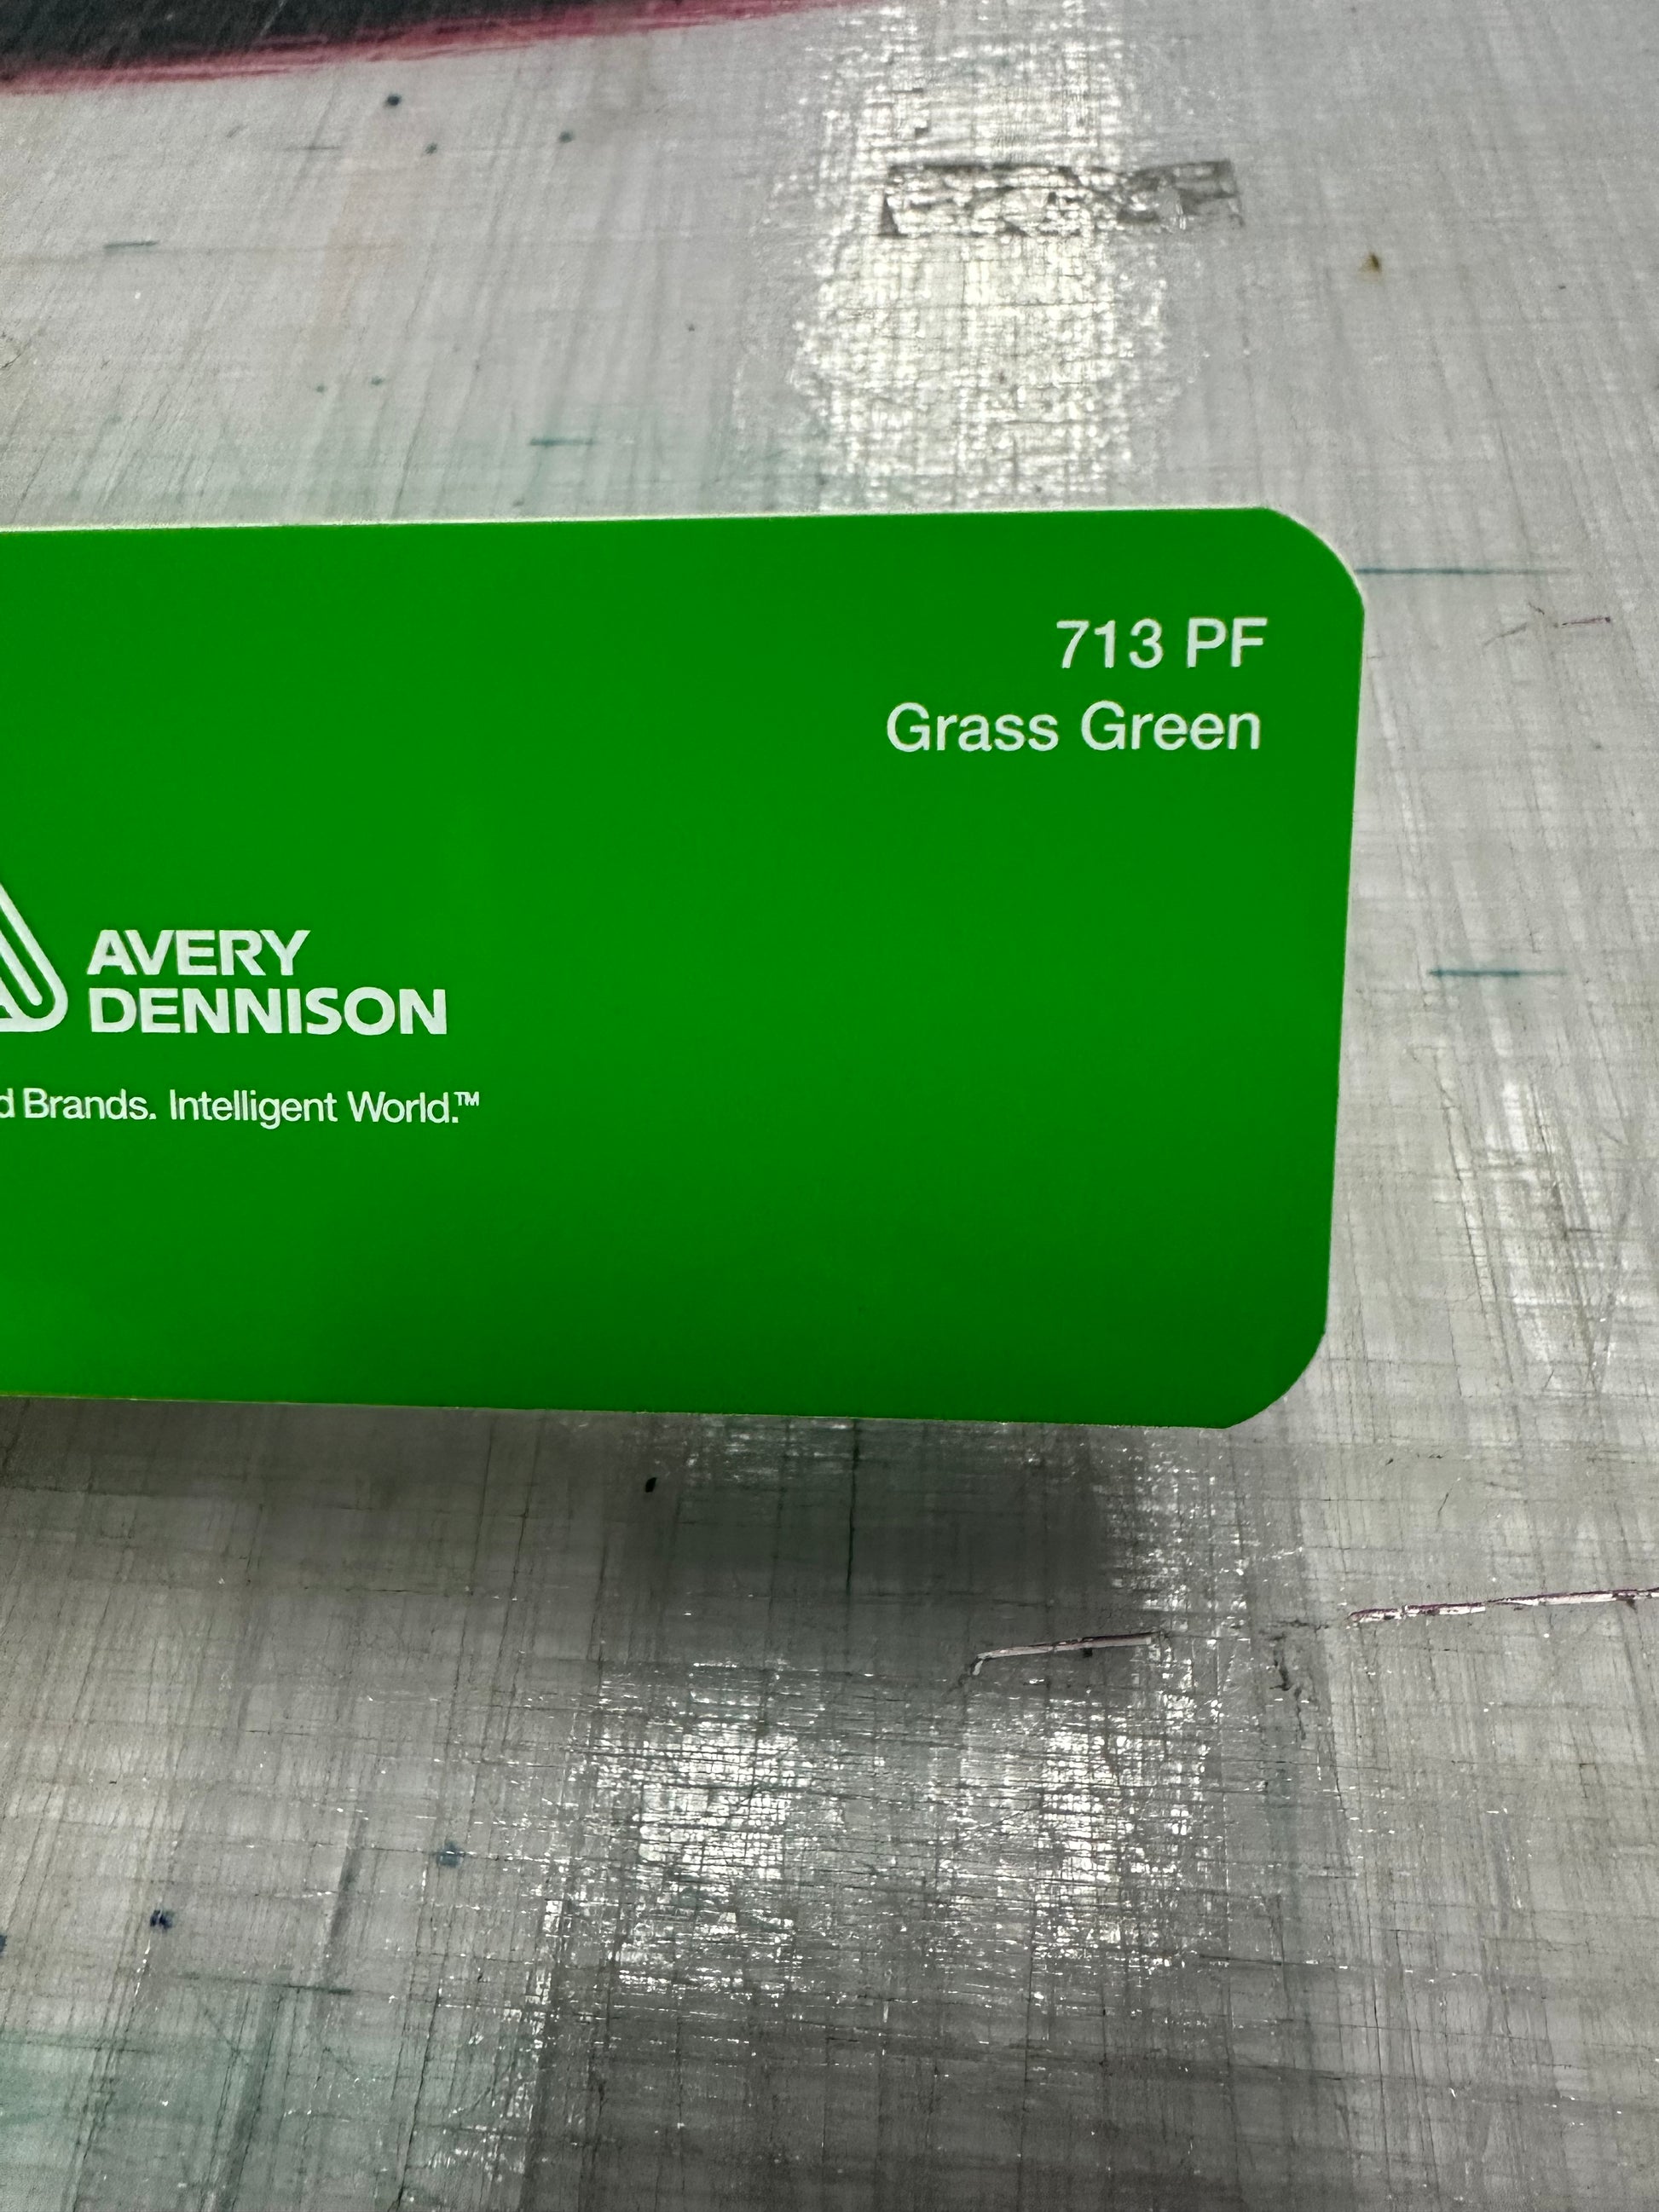 713 PF
Grass Green
AVERY
DENNISON
Brands. Intelligent World.™